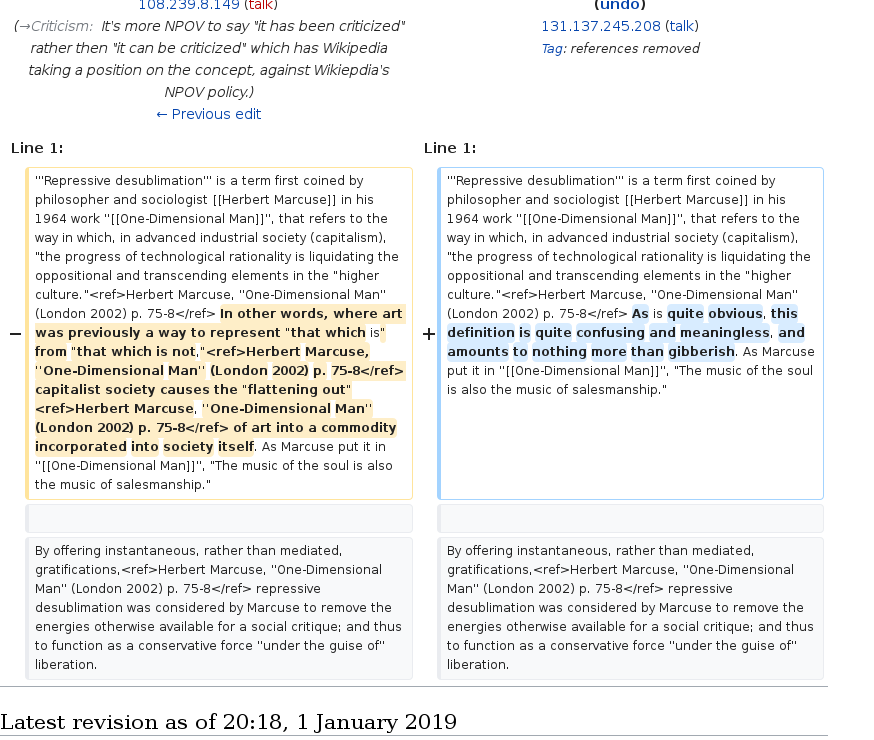 108.239.8.149 (talk)
(→Criticism: It's more NPOV to say "it has been criticized"
rather then "it can be criticized" which has Wikipedia
taking a position on the concept, against Wikiepdia's
NPOV policy.)
← Previous edit
(undo)
131.137.245.208 (talk)
Tag: references removed
Line 1:
Line 1:
−
'''Repressive desublimation''' is a term first coined by
philosopher and sociologist [[Herbert Marcuse]] in his
1964 work ''[[One-Dimensional Man]]'', that refers to the
way in which, in advanced industrial society (capitalism),
"the progress of technological rationality is liquidating the
oppositional and transcending elements in the "higher
culture."<ref>Herbert Marcuse, ''One-Dimensional Man''
(London 2002) p. 75-8</ref> In other words, where art
was previously a way to represent "that which is"
from "that which is not,"<ref>Herbert Marcuse,
''One-Dimensional Man'' (London 2002) p. 75-8</ref>
capitalist society causes the "flattening out"
<ref>Herbert Marcuse, ''One-Dimensional Man''
(London 2002) p. 75-8</ref> of art into a commodity
incorporated into society itself. As Marcuse put it in
''[[One-Dimensional Man]]'', "The music of the soul is also
the music of salesmanship."
+
'''Repressive desublimation''' is a term first coined by
philosopher and sociologist [[Herbert Marcuse]] in his
1964 work ''[[One-Dimensional Man]]'', that refers to the
way in which, in advanced industrial society (capitalism),
"the progress of technological rationality is liquidating the
oppositional and transcending elements in the "higher
culture."<ref>Herbert Marcuse, ''One-Dimensional Man''
(London 2002) p. 75-8</ref> As is quite obvious, this
definition is quite confusing and meaningless, and
amounts to nothing more than gibberish. As Marcuse
put it in ''[[One-Dimensional Man]]'', "The music of the soul
is also the music of salesmanship."
By offering instantaneous, rather than mediated,
gratifications,<ref>Herbert Marcuse, ''One-Dimensional
Man'' (London 2002) p. 75-8</ref> repressive
desublimation was considered by Marcuse to remove the
energies otherwise available for a social critique; and thus
to function as a conservative force ''under the guise of''
liberation.
By offering instantaneous, rather than mediated,
gratifications,<ref>Herbert Marcuse, ''One-Dimensional
Man'' (London 2002) p. 75-8</ref> repressive
desublimation was considered by Marcuse to remove the
energies otherwise available for a social critique; and thus
to function as a conservative force ''under the guise of''
liberation.
Latest revision as of 20:18, 1 January 2019